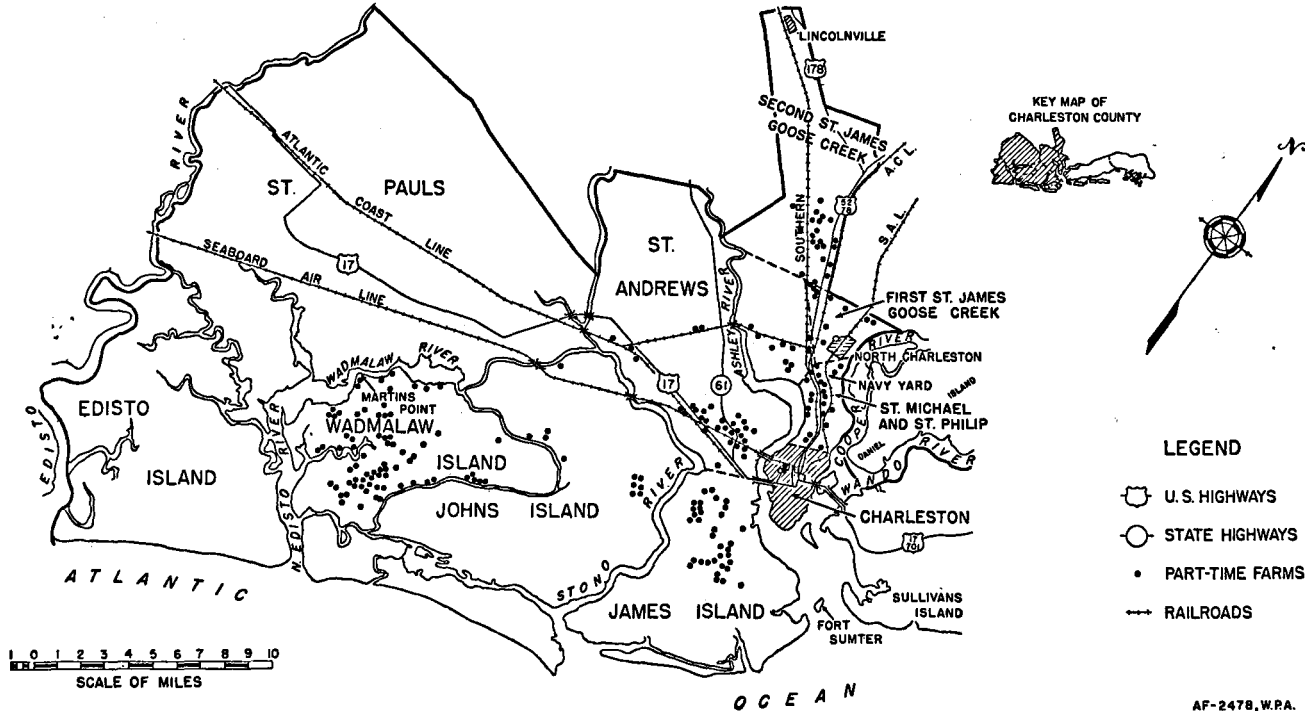 LINCOLNVILLE
178
SECOND ST. JAMES
GOOSE CREEK
A.C.L.
KEY MAP OF
CHARLESTON COUNTY
N
RIVER
ATLANTIC
COAST
LINE
ST. PAULS
SEABOARD
AIR
LINE
17
ST.
ANDREWS
SOUTHERN
52
78
S.A.L.
FIRST ST. JAMES
GOOSE CREEK
ASHLEY RIVER
RIVER
NORTH CHARLESTON
NAVY YARD
ISLAND
ST. MICHAEL
AND ST. PHILIP
COOPER
DANIEL
WANDO
RIVER
17
61
WADMALAW RIVER
MARTINS
POINT
WADMALAW
ISLAND
EDISTO
ISLAND
EDISTO
RIVER
N. EDISTO
JOHNS ISLAND
RIVER
STONO
CHARLESTON
17
701
JAMES ISLAND
FORT
SUMTER
SULLIVANS
ISLAND
ATLANTIC
OCEAN
LEGEND
U.S. HIGHWAYS
STATE HIGHWAYS
PART-TIME FARMS
RAILROADS
1 0 1 2 3 4 5 6 7 8 9 10
SCALE OF MILES
AF-2478, W.P.A.